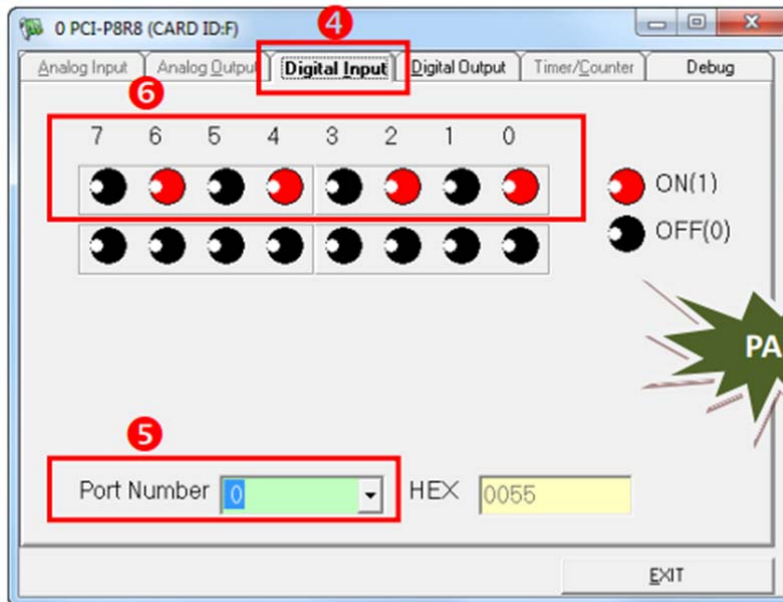 0 PCI-P8R8 (CARD ID:F)
4
Analog Input Analog Output Digital Input Digital Output Timer/Counter Debug
6
7 6 5 4 3 2 1 0
ON(1)
OFF(0)
PA
5
Port Number 0 HEX 0055
EXIT